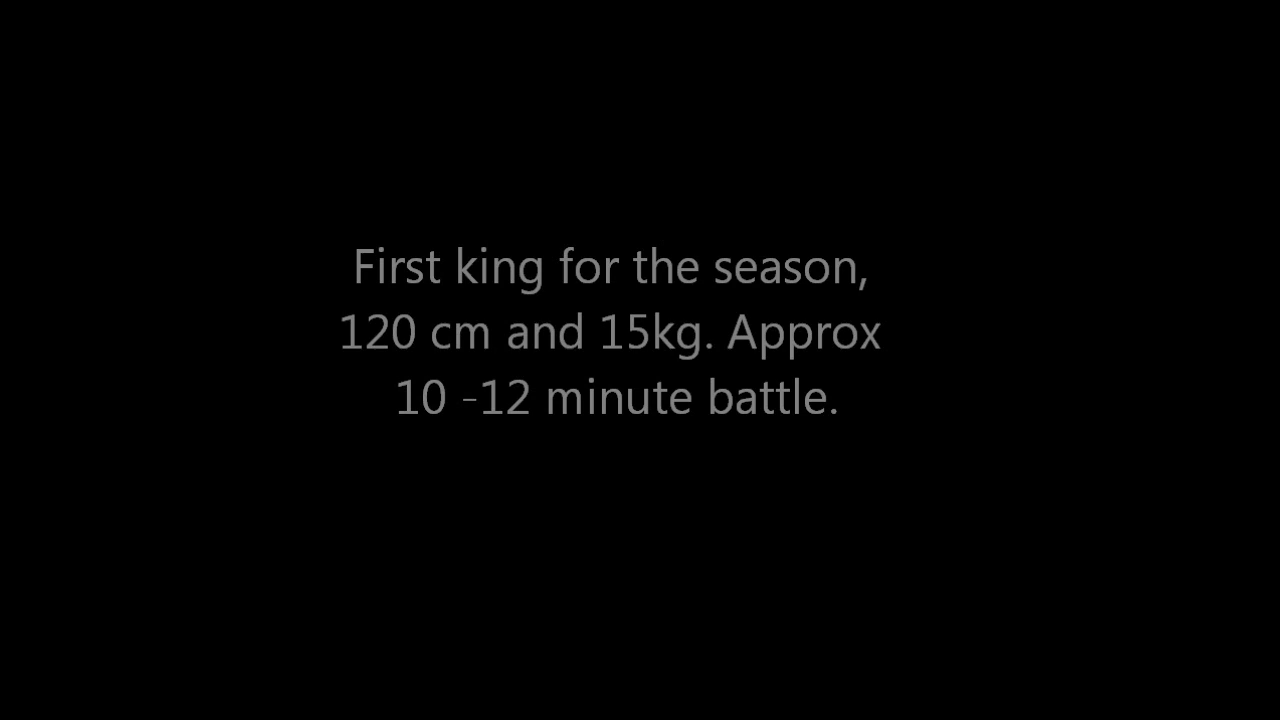 First king for the season,
120 cm and 15kg. Approx
10 -12 minute battle.